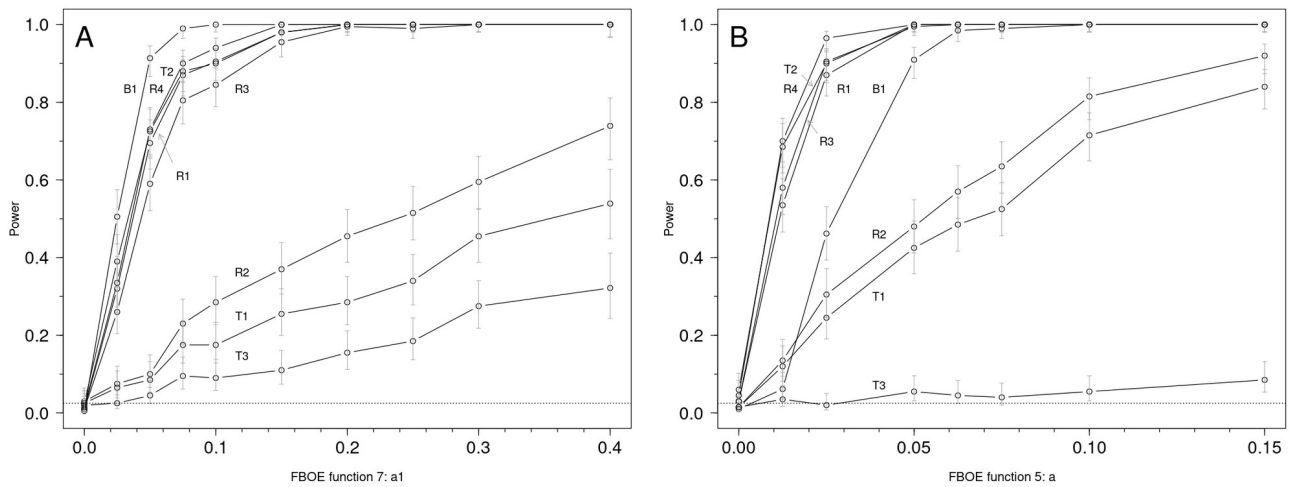 A
1.0
0.8
0.6
0.4
0.2
0.0
Power
B1
T2
R4
R3
R1
R2
T1
T3
0.0 0.1 0.2 0.3 0.4
FBOE function 7: a1
B
1.0
0.8
0.6
0.4
0.2
0.0
Power
T2
R4 R1 B1
R3
R2
T1
T3
0.00 0.05 0.10 0.15
FBOE function 5: a